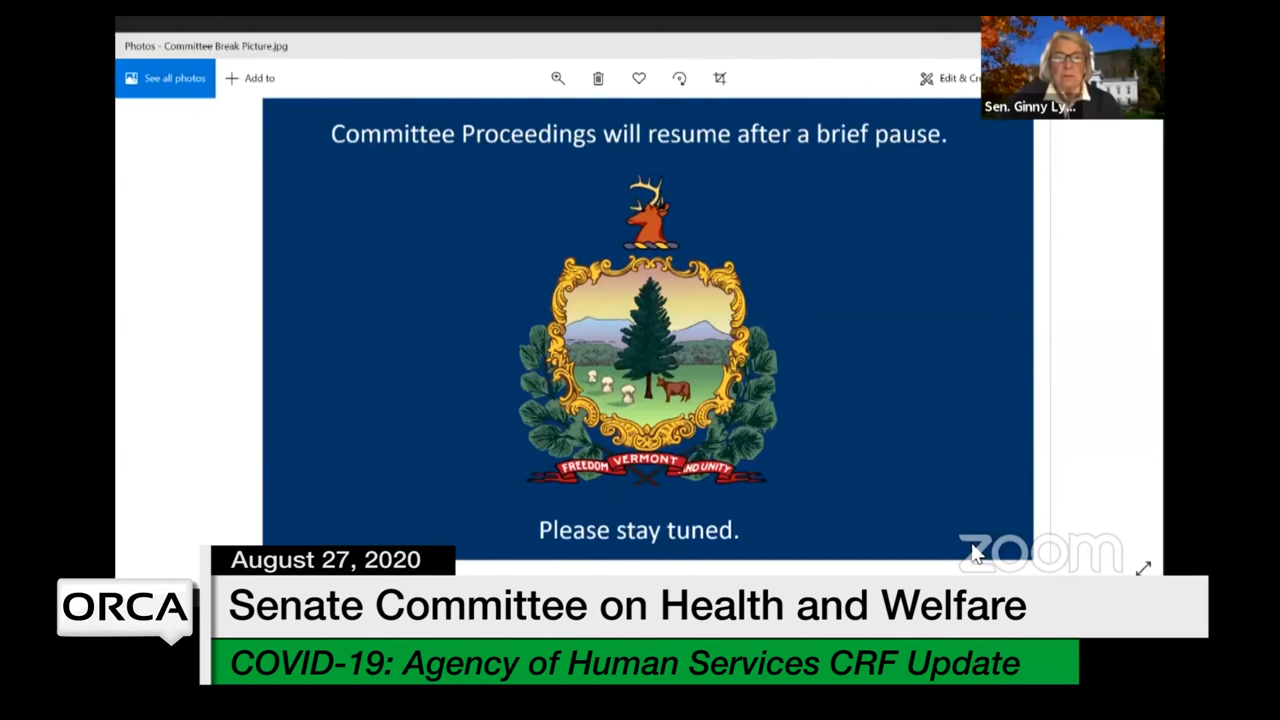 Photos - Committee Break Picture.jpg
See all photos
Add to
Edit & Cr
Sen. Ginny Ly...
Committee Proceedings will resume after a brief pause.
FREEDOM VERMONT AND UNITY
Please stay tuned.
zoom
August 27, 2020
ORCA
Senate Committee on Health and Welfare
COVID-19: Agency of Human Services CRF Update